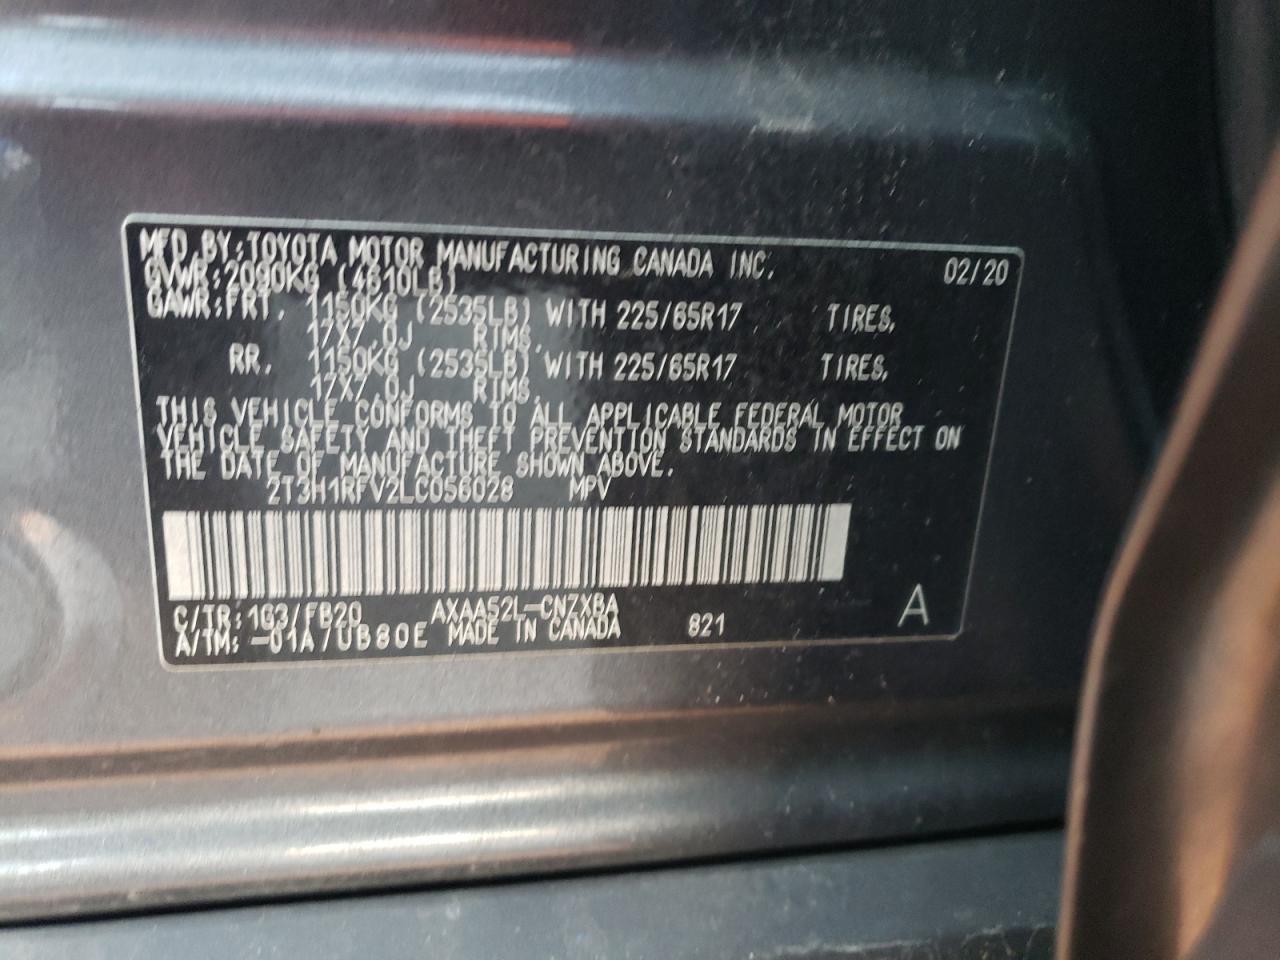 MFD.BY:TOYOTA MOTOR MANUFACTURING CANADA INC. 02/20
GVWR:2090KG (4610LB)
GAWR:FRT. 1150KG (2535LB) WITH 225/65R17 TIRES,
17X7.0J RIMS,
RR. 1150KG (2535LB) WITH 225/65R17 TIRES,
17X7.0J RIMS,
THIS VEHICLE CONFORMS TO ALL APPLICABLE FEDERAL MOTOR
VEHICLE SAFETY AND THEFT PREVENTION STANDARDS IN EFFECT ON
THE DATE OF MANUFACTURE SHOWN ABOVE.
2T3H1RFV2LC056028 MPV
C/TR:1G3/FB20 AXAA52L-CNZXBA
A/TM:-01A/UB80E MADE IN CANADA 821 A